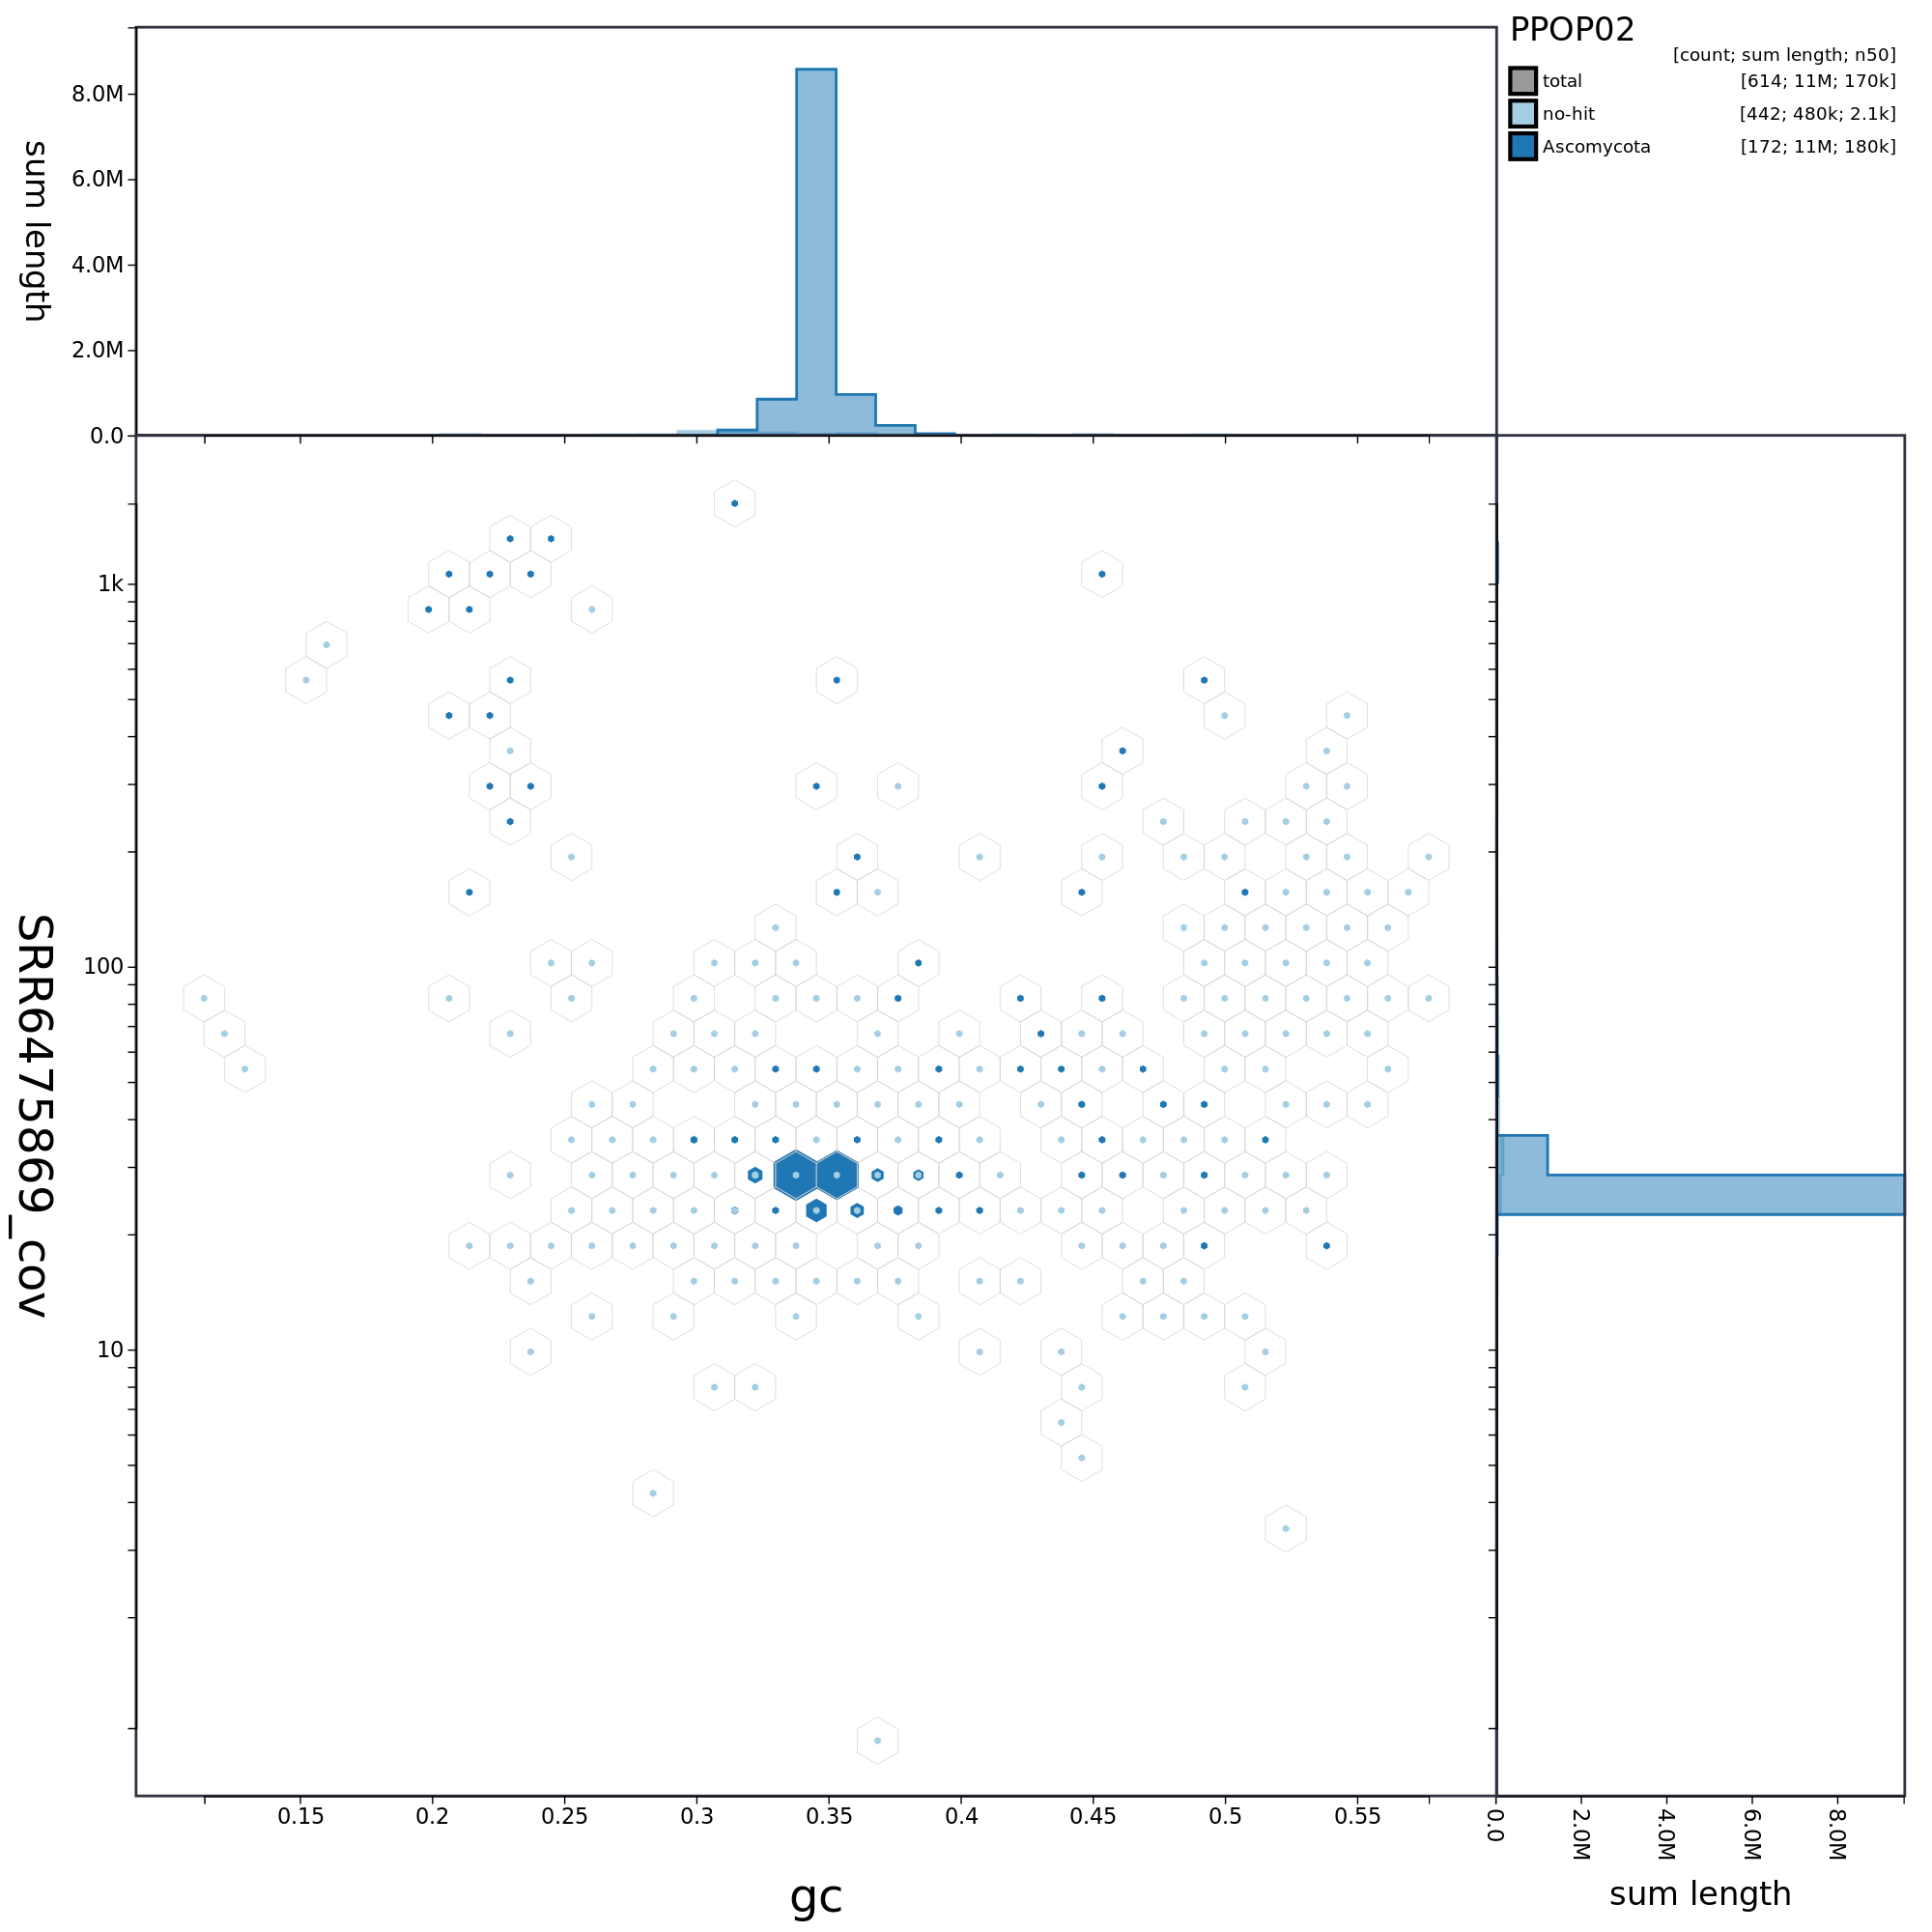 PPOP02
[count; sum length; n50]
total [614; 11M; 170k]
no-hit [442; 480k; 2.1k]
Ascomycota [172; 11M; 180k]
sum length
8.0M
6.0M
4.0M
2.0M
0.0
SRR6475869_cov
1k
100
10
0.15 0.2 0.25 0.3 0.35 0.4 0.45 0.5 0.55
gc
0.0 2.0M 4.0M 6.0M 8.0M
sum length